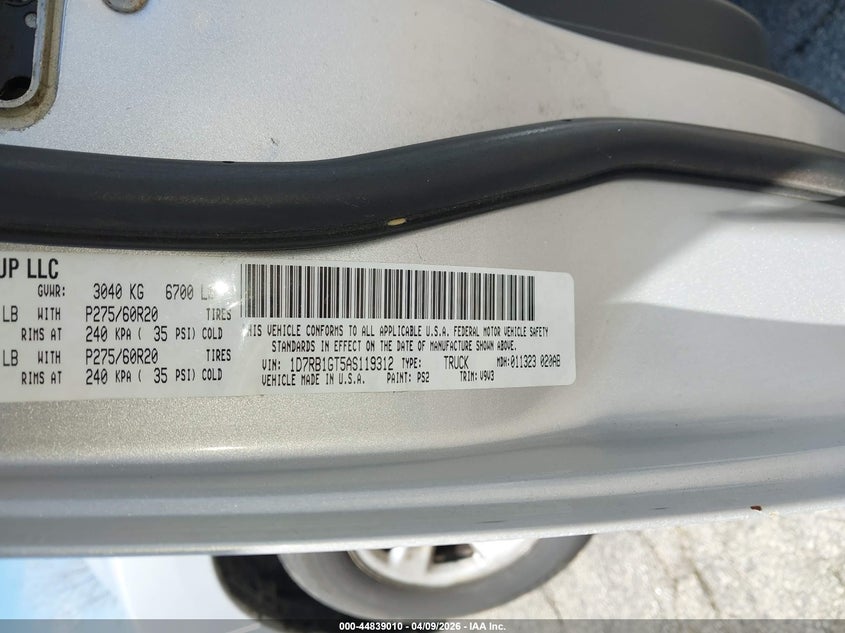 UP LLC
GVWR: 3040 KG 6700 L
LB WITH P275/60R20 TIRES
RIMS AT 240 KPA ( 35 PSI) COLD
LB WITH P275/60R20 TIRES
RIMS AT 240 KPA ( 35 PSI) COLD
HIS VEHICLE CONFORMS TO ALL APPLICABLE U.S.A. FEDERAL MOTOR VEHICLE SAFETY
STANDARDS IN EFFECT ON THE DATE OF MANUFACTURE SHOWN ABOVE.
VIN: 1D7RB1GT5AS119312 TYPE: TRUCK MDH: 011323 020AB
VEHICLE MADE IN U.S.A. PAINT: PS2 TRIM: V9V3
000-44839010 - 04/09/2026 - IAA Inc.